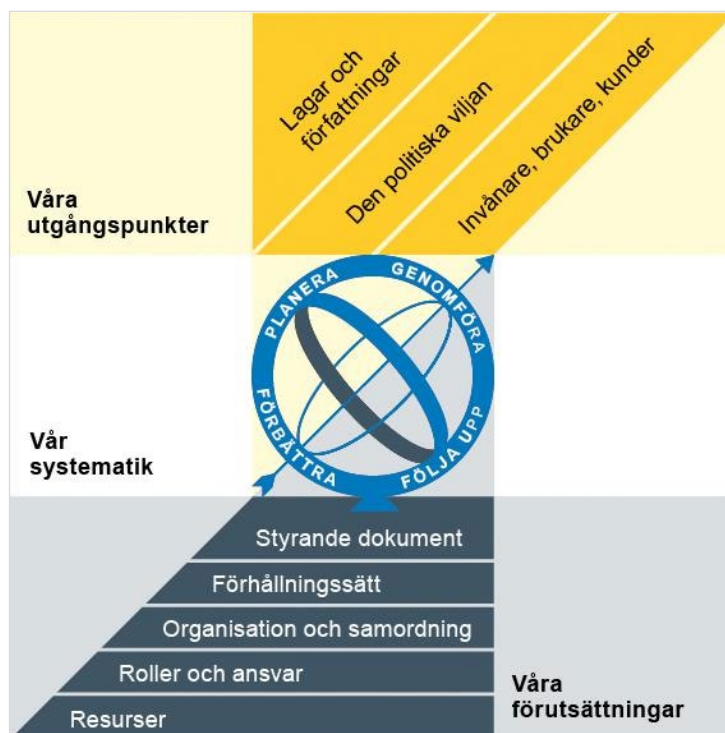 Lagar och
författningar
Den politiska viljan
Invånare, brukare, kunder
Våra
utgångspunkter
PLANERA
GENOMFÖRA
FÖLJA UPP
FÖRBÄTTRA
Vår
systematik
Styrande dokument
Förhållningssätt
Organisation och samordning
Roller och ansvar
Resurser
Våra
förutsättningar